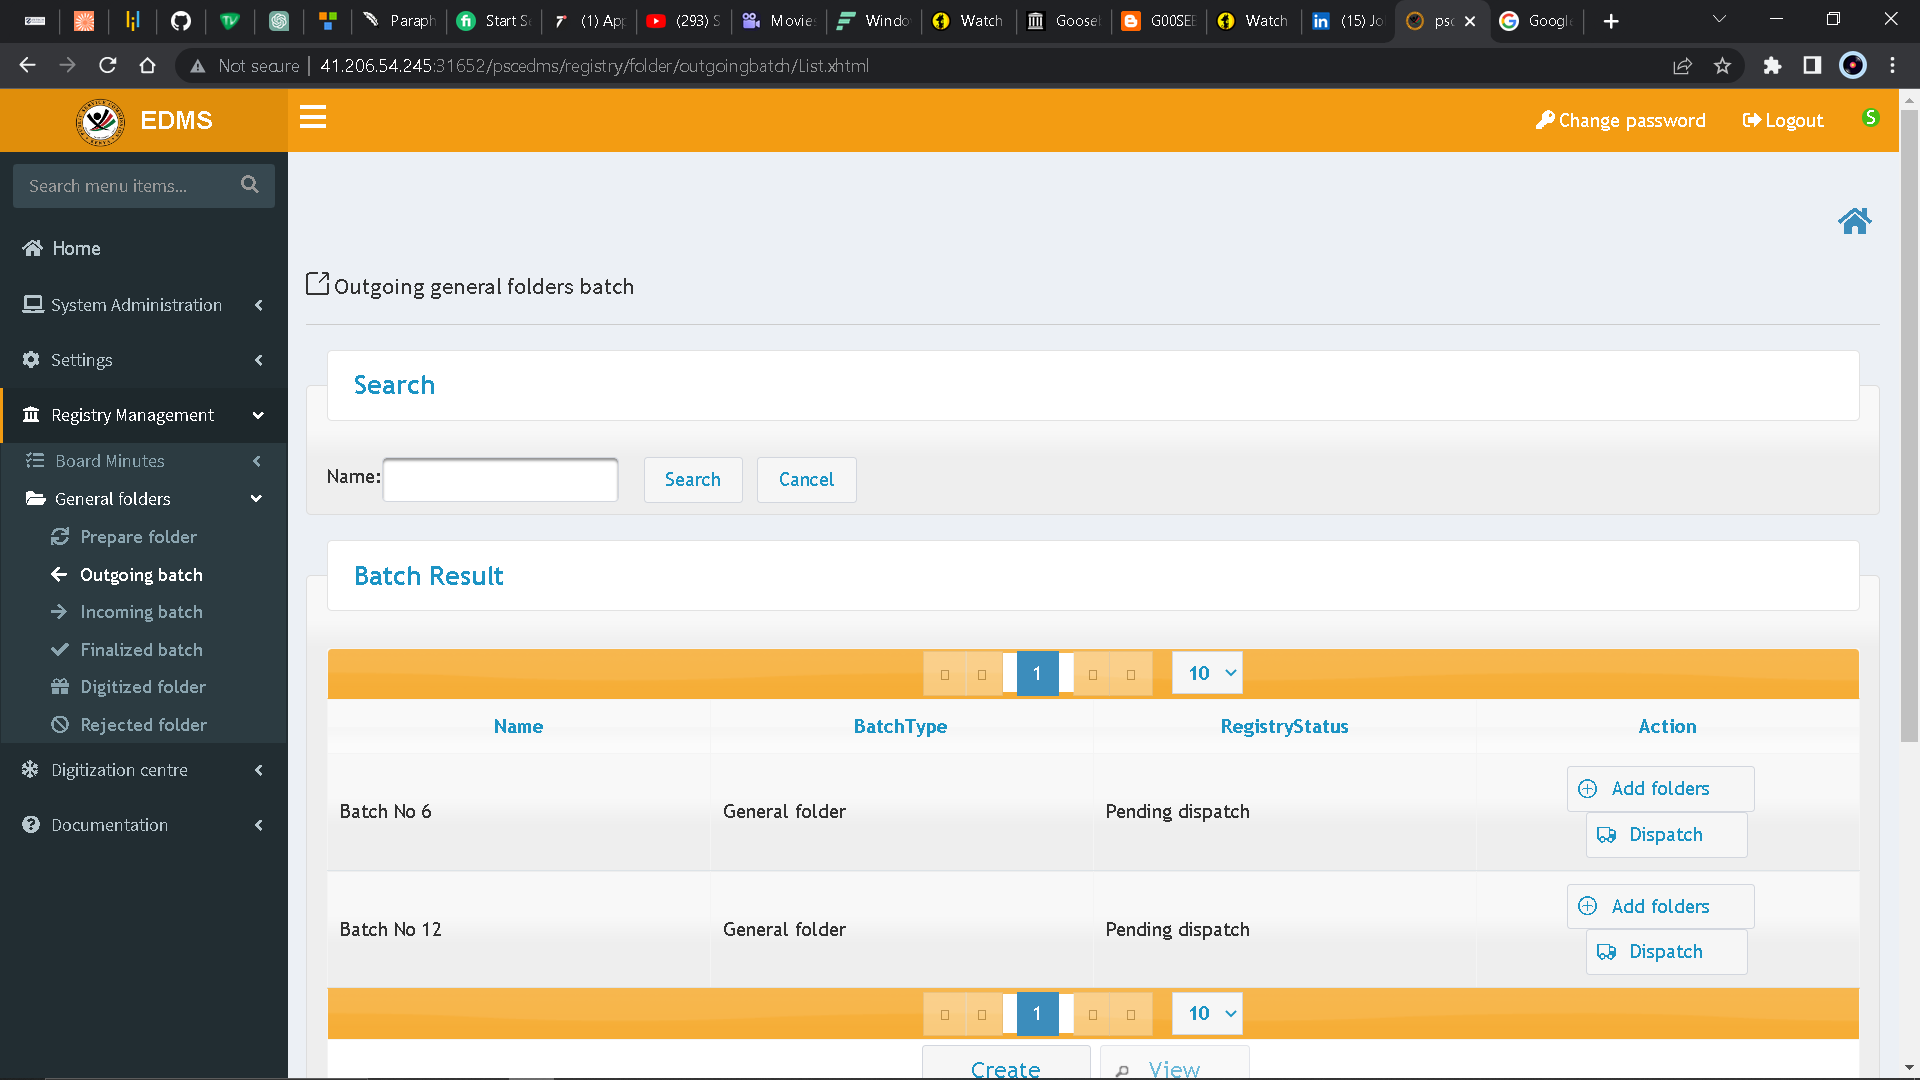 Paraph
Start Se
(1) App
(293) S
Movie
Windo
Watch
Goosel
G00SEE
Watch
(15) Jo
psc
Google
Not secure
41.206.54.245:31652/pscedms/registry/folder/outgoingbatch/List.xhtml
EDMS
Change password
Logout
S
Search menu items...
Home
System Administration
Settings
Registry Management
Board Minutes
General folders
Prepare folder
Outgoing batch
Incoming batch
Finalized batch
Digitized folder
Rejected folder
Digitization centre
Documentation
Outgoing general folders batch
Search
Name:
Search
Cancel
Batch Result
1
10
Name BatchType RegistryStatus Action
Batch No 6 General folder Pending dispatch
Add folders
Dispatch
Batch No 12 General folder Pending dispatch
Add folders
Dispatch
1
10
Create
View